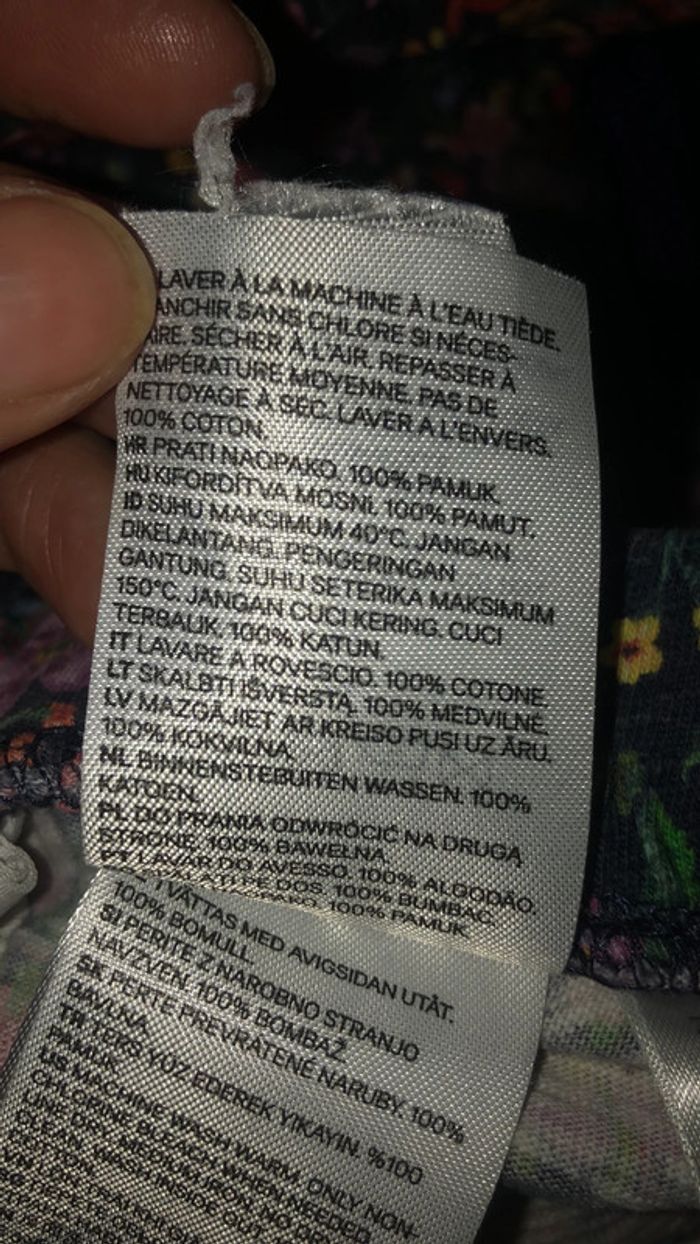 LAVER À LA MACHINE À L'EAU TIÈDE.
ANCHIR SANS CHLORE SI NÉCES-
AIRE. SÉCHER À L'AIR. REPASSER À
TEMPÉRATURE MOYENNE. PAS DE
NETTOYAGE À SEC. LAVER A L'ENVERS.
100% COTON.
HR PRATI NAOPAKO. 100% PAMUK.
HU KIFORDÍTVA MOSNI. 100% PAMUT.
ID SUHU MAKSIMUM 40°C. JANGAN
DIKELANTANG. PENGERINGAN
GANTUNG. SUHU SETERIKA MAKSIMUM
150°C. JANGAN CUCI KERING. CUCI
TERBALIK. 100% KATUN.
IT LAVARE A ROVESCIO. 100% COTONE.
LT SKALBTI IŠVERSTĄ. 100% MEDVILNĖ.
LV MAZGĀJIET AR KREISO PUSI UZ ĀRU.
100% KOKVILNA.
NL BINNENSTEBUITEN WASSEN. 100%
KATOEN.
PL DO PRANIA ODWRÓCIĆ NA DRUGĄ
STRONĘ. 100% BAWEŁNA.
PT LAVAR DO AVESSO. 100% ALGODÃO.
PE DOS. 100% BUMBAC.
100% PAMUK.
TVÄTTAS MED AVIGSIDAN UTÅT.
100% BOMULL.
SI PERITE Z NAROBNO STRANJO
NAVZVEN. 100% BOMBAŽ.
SK PERTE PREVRÁTENÉ NARUBY. 100%
BAVLNA.
TR TERS YÜZ EDEREK YIKAYIN. %100
PAMUK.
US MACHINE WASH WARM. ONLY NON-
CHLORINE BLEACH WHEN NEEDED.
LINE DRY. MEDIUM IRON. NO DRY
CLEAN. WASH INSIDE OUT.
COTTON.